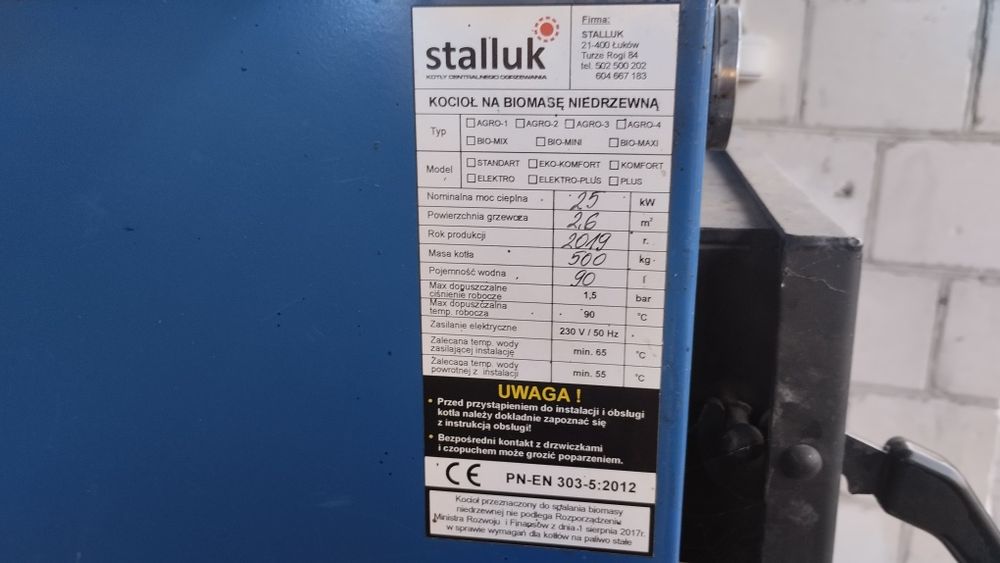 stalluk
KOTŁY CENTRALNEGO OGRZEWANIA
Firma:
STALLUK
21-400 Łuków
Turze Rogi 84
tel. 502 500 202
604 667 183
KOCIOŁ NA BIOMASĘ NIEDRZEWNĄ
Typ
AGRO-1 AGRO-2 AGRO-3 AGRO-4
BIO-MIX BIO-MINI BIO-MAXI
Model
STANDART EKO-KOMFORT KOMFORT
ELEKTRO ELEKTRO-PLUS PLUS
Nominalna moc cieplna 25 kW
Powierzchnia grzewcza 2,6 m²
Rok produkcji 2019 r.
Masa kotła 500 kg
Pojemność wodna 90 l
Max dopuszczalne
ciśnienie robocze 1,5 bar
Max dopuszczalna
temp. robocza 90 °C
Zasilanie elektryczne 230 V / 50 Hz
Zalecana temp. wody
zasilającej instalację min. 65 °C
Zalecana temp. wody
powrotnej z instalacji min. 55 °C
UWAGA !
• Przed przystąpieniem do instalacji i obsługi
kotła należy dokładnie zapoznać się
z instrukcją obsługi!
• Bezpośredni kontakt z drzwiczkami
i czopuchem może grozić poparzeniem.
CE PN-EN 303-5:2012
Kocioł przeznaczony do spalania biomasy
niedrzewnej nie podlega Rozporządzeniu
Ministra Rozwoju i Finansów z dnia 1 sierpnia 2017r.
w sprawie wymagań dla kotłów na paliwo stałe